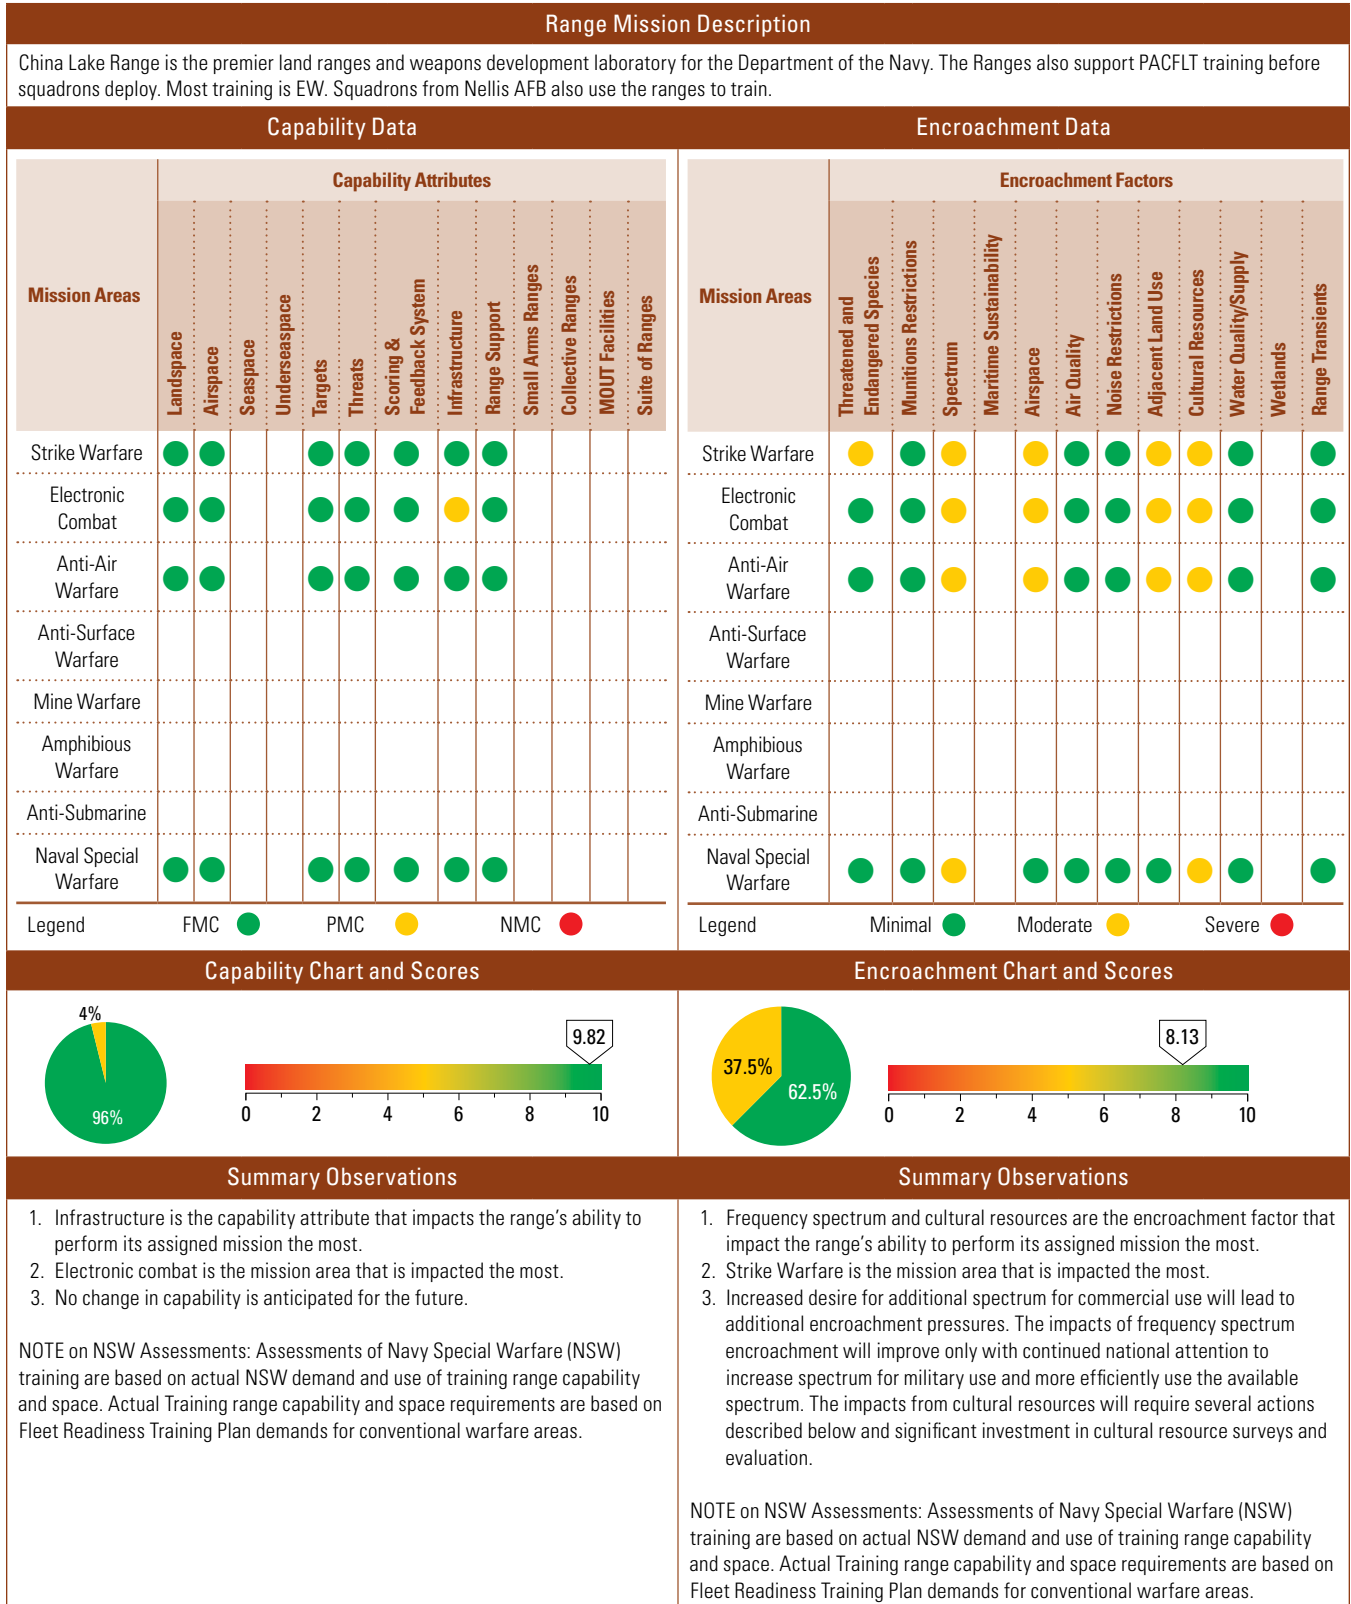 Range Mission Description
China Lake Range is the premier land ranges and weapons development laboratory for the Department of the Navy. The Ranges also support PACFLT training before
squadrons deploy. Most training is EW. Squadrons from Nellis AFB also use the ranges to train.
Capability Data
Mission Areas
Capability Attributes
Landspace
Airspace
Seaspace
Underseaspace
Targets
Threats
Scoring &
Feedback System
Infrastructure
Range Support
Small Arms Ranges
Collective Ranges
MOUT Facilities
Suite of Ranges
Strike Warfare
Electronic
Combat
Anti-Air
Warfare
Anti-Surface
Warfare
Mine Warfare
Amphibious
Warfare
Anti-Submarine
Naval Special
Warfare
Legend FMC PMC NMC
Encroachment Data
Mission Areas
Encroachment Factors
Threatened and
Endangered Species
Munitions Restrictions
Spectrum
Maritime Sustainability
Airspace
Air Quality
Noise Restrictions
Adjacent Land Use
Cultural Resources
Water Quality/Supply
Wetlands
Range Transients
Strike Warfare
Electronic
Combat
Anti-Air
Warfare
Anti-Surface
Warfare
Mine Warfare
Amphibious
Warfare
Anti-Submarine
Naval Special
Warfare
Legend Minimal Moderate Severe
Capability Chart and Scores
4%
96%
9.82
0 2 4 6 8 10
Encroachment Chart and Scores
37.5%
62.5%
8.13
0 2 4 6 8 10
Summary Observations
1. Infrastructure is the capability attribute that impacts the range's ability to
perform its assigned mission the most.
2. Electronic combat is the mission area that is impacted the most.
3. No change in capability is anticipated for the future.
NOTE on NSW Assessments: Assessments of Navy Special Warfare (NSW)
training are based on actual NSW demand and use of training range capability
and space. Actual Training range capability and space requirements are based on
Fleet Readiness Training Plan demands for conventional warfare areas.
Summary Observations
1. Frequency spectrum and cultural resources are the encroachment factor that
impact the range's ability to perform its assigned mission the most.
2. Strike Warfare is the mission area that is impacted the most.
3. Increased desire for additional spectrum for commercial use will lead to
additional encroachment pressures. The impacts of frequency spectrum
encroachment will improve only with continued national attention to
increase spectrum for military use and more efficiently use the available
spectrum. The impacts from cultural resources will require several actions
described below and significant investment in cultural resource surveys and
evaluation.
NOTE on NSW Assessments: Assessments of Navy Special Warfare (NSW)
training are based on actual NSW demand and use of training range capability
and space. Actual Training range capability and space requirements are based on
Fleet Readiness Training Plan demands for conventional warfare areas.